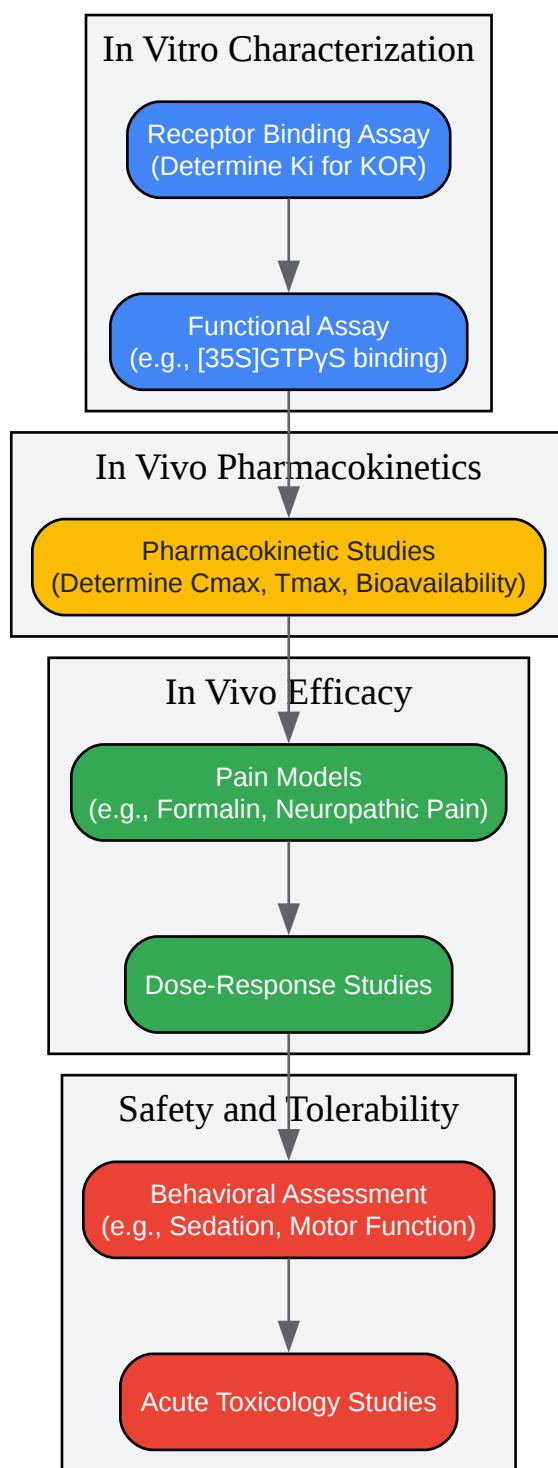 In Vitro Characterization
Receptor Binding Assay
(Determine Ki for KOR)
Functional Assay
(e.g., [35S]GTPγS binding)
In Vivo Pharmacokinetics
Pharmacokinetic Studies
(Determine Cmax, Tmax, Bioavailability)
In Vivo Efficacy
Pain Models
(e.g., Formalin, Neuropathic Pain)
Dose-Response Studies
Safety and Tolerability
Behavioral Assessment
(e.g., Sedation, Motor Function)
Acute Toxicology Studies